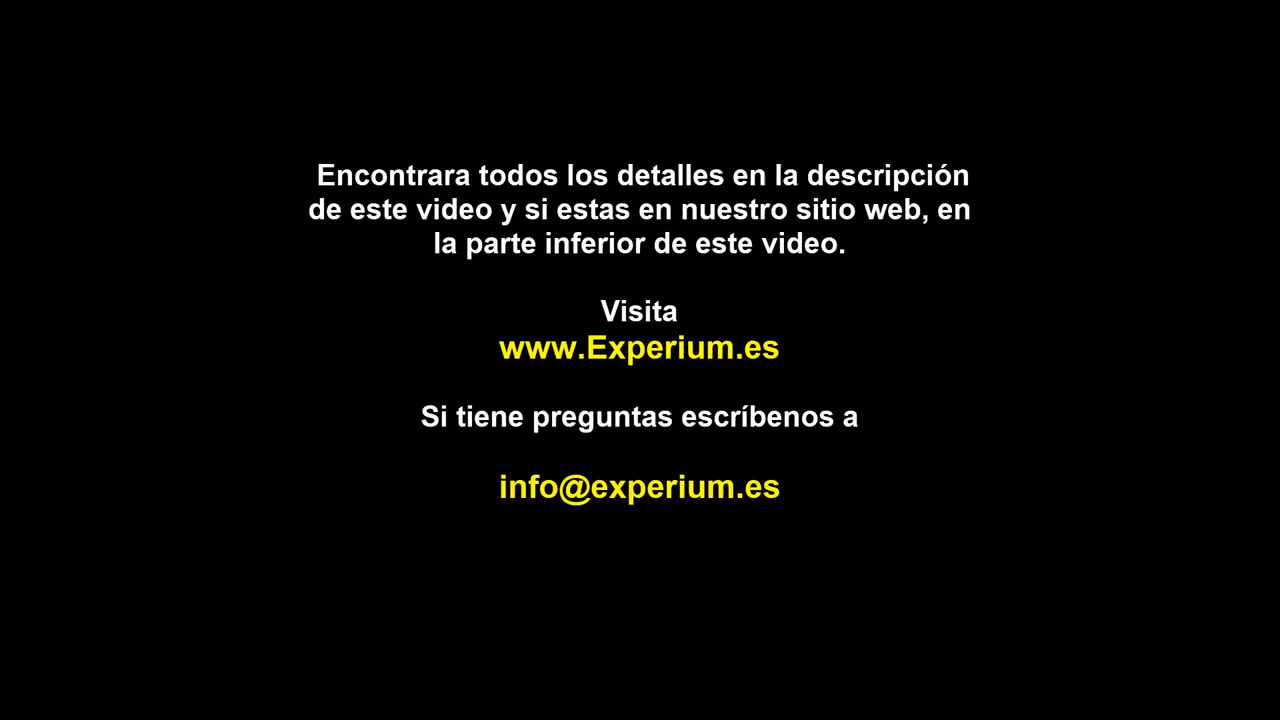 Encontrara todos los detalles en la descripción
de este video y si estas en nuestro sitio web, en
la parte inferior de este video.
Visita
www.Experium.es
Si tiene preguntas escríbenos a
info@experium.es